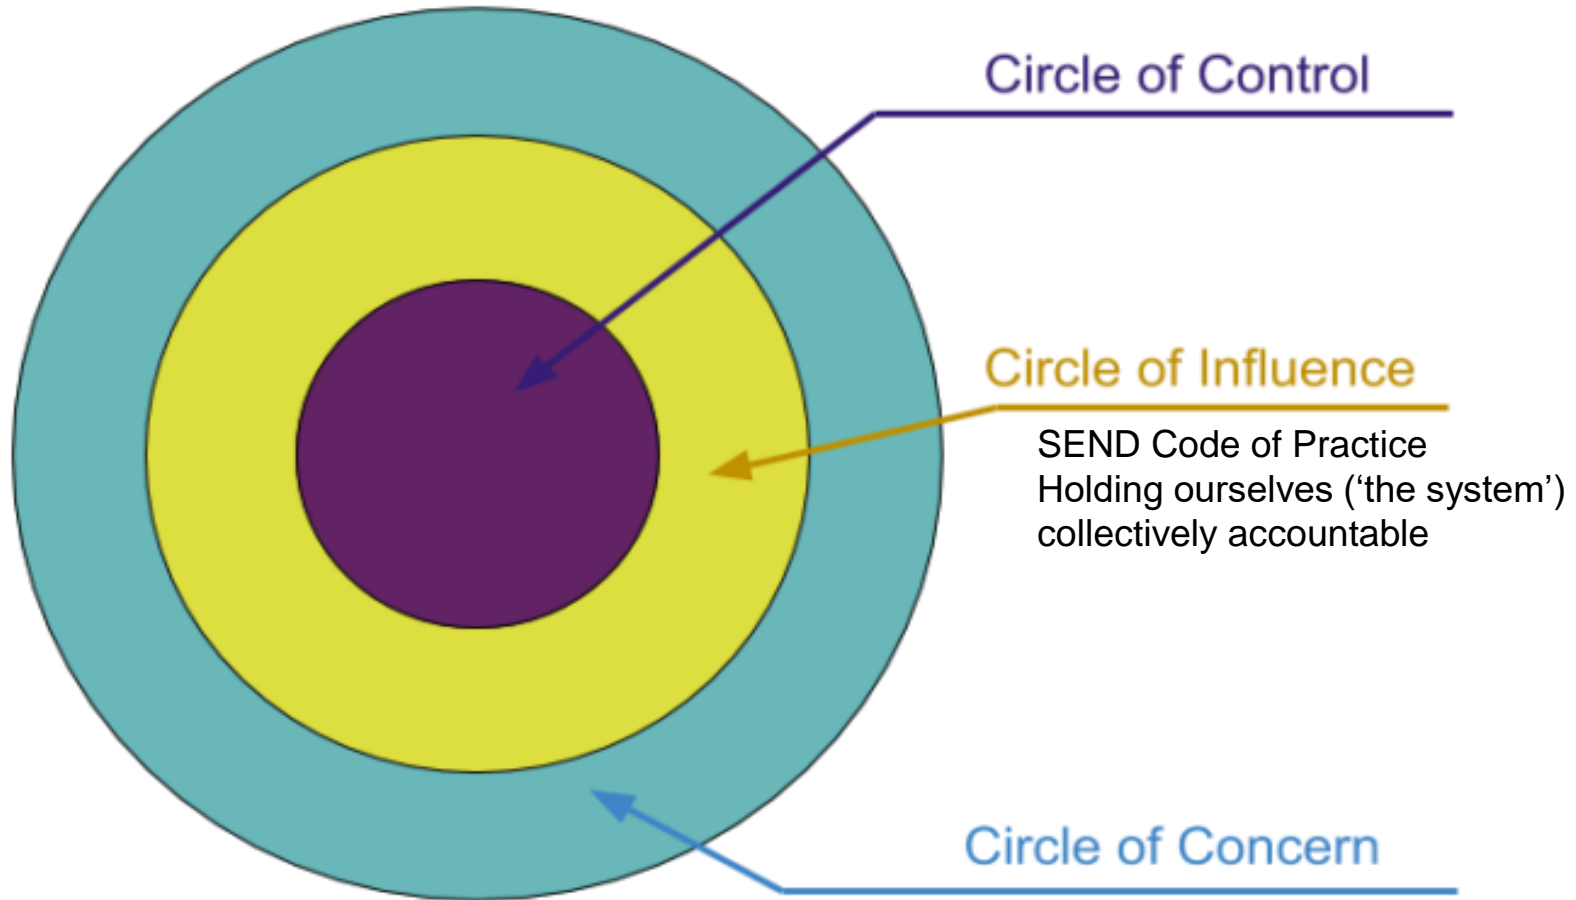 Circle of Control
Circle of Influence
SEND Code of Practice
Holding ourselves (‘the system’)
collectively accountable
Circle of Concern